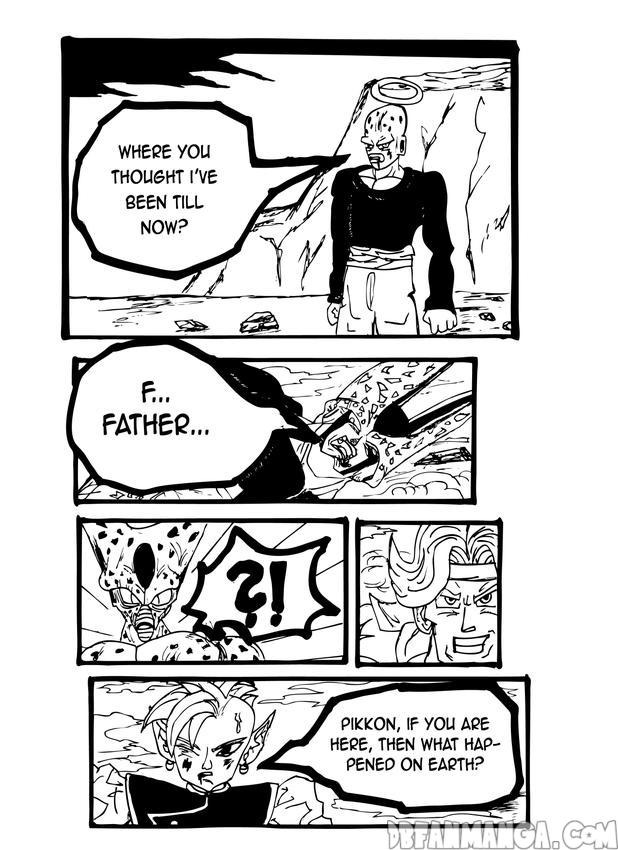 WHERE YOU
THOUGHT I'VE
BEEN TILL
NOW?
F...
FATHER...
?!
PIKKON, IF YOU ARE
HERE, THEN WHAT HAP-
PENED ON EARTH?
DBFANMANGA.COM